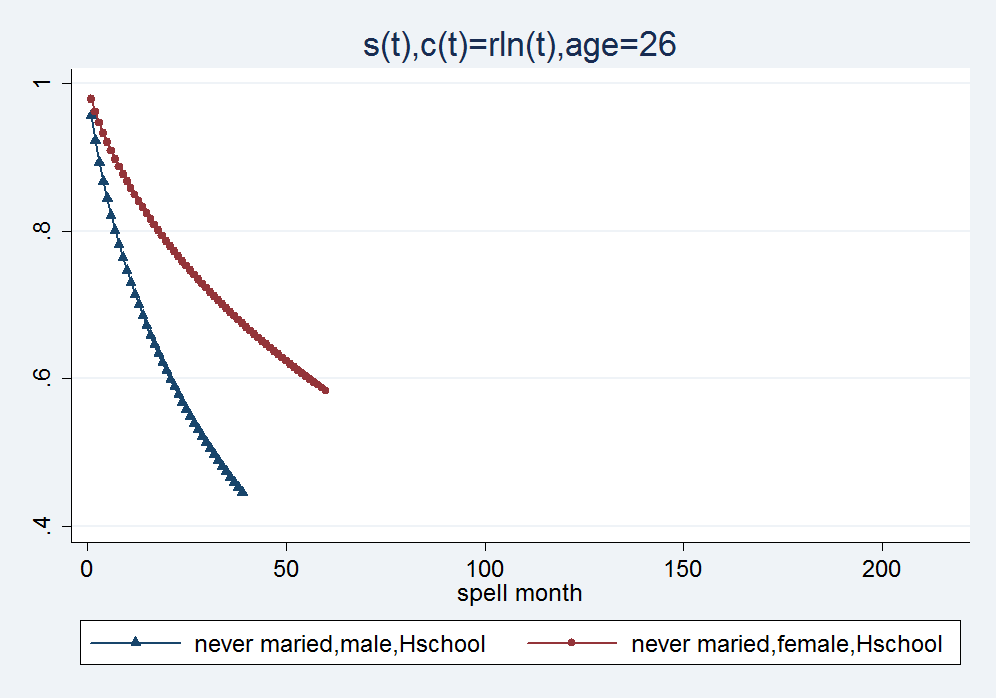 s(t),c(t)=rln(t),age=26
1
.8
.6
.4
0 50 100 150 200
spell month
never maried,male,Hschool never maried,female,Hschool